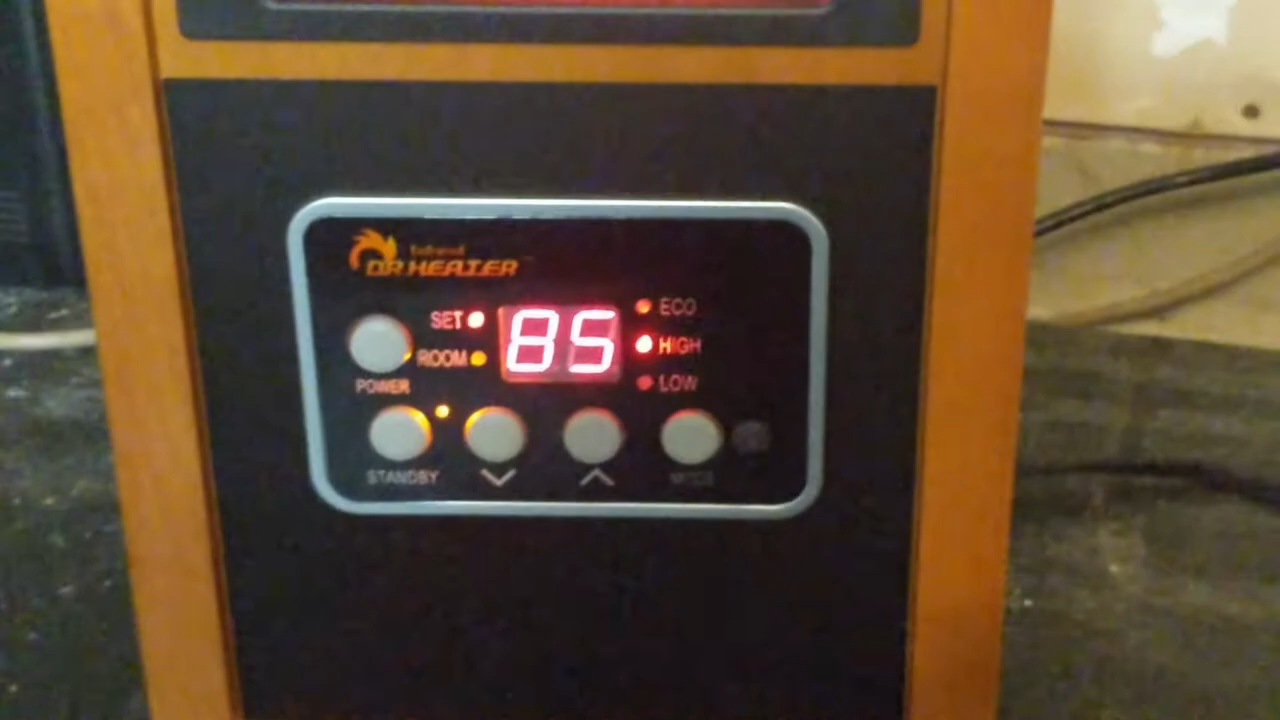 Infrared
DR HEATER
SET
85
ECO
ROOM
HIGH
POWER
LOW
STANDBY